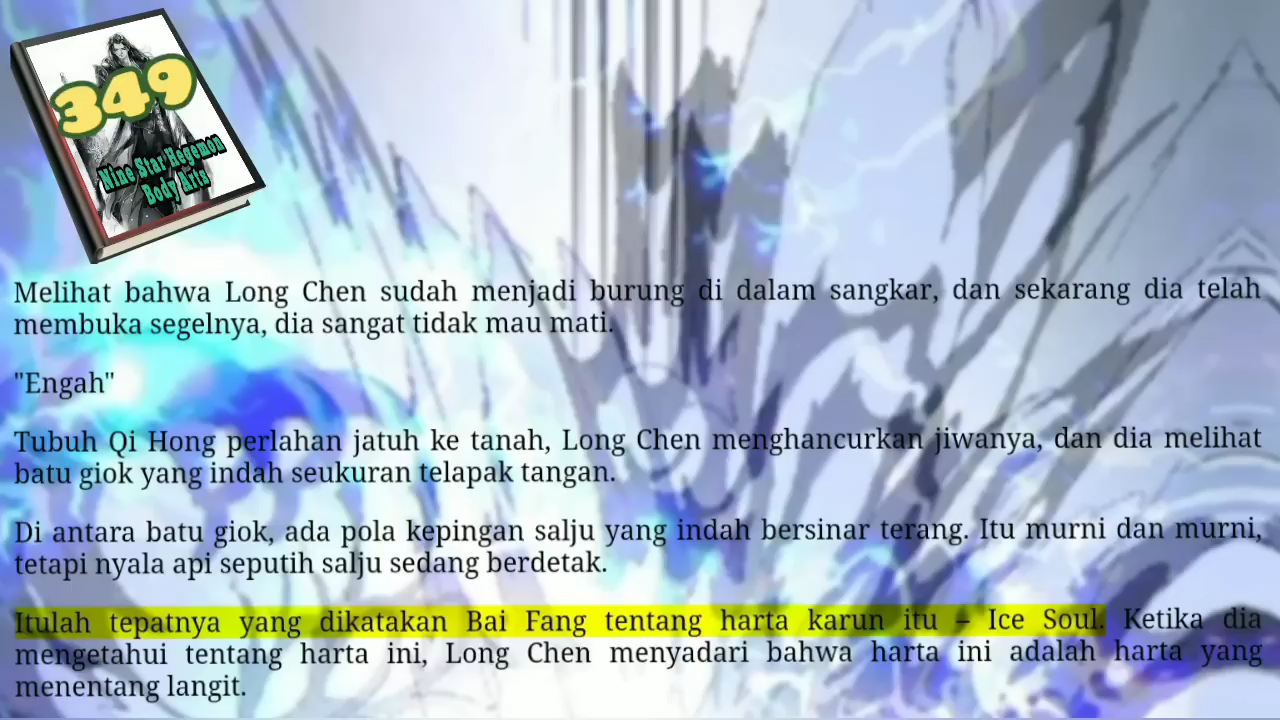 349
Nine Star Hegemon
Body Arts
Melihat bahwa Long Chen sudah menjadi burung di dalam sangkar, dan sekarang dia telah
membuka segelnya, dia sangat tidak mau mati.
"Engah"
Tubuh Qi Hong perlahan jatuh ke tanah, Long Chen menghancurkan jiwanya, dan dia melihat
batu giok yang indah seukuran telapak tangan.
Di antara batu giok, ada pola kepingan salju yang indah bersinar terang. Itu murni dan murni,
tetapi nyala api seputih salju sedang berdetak.
Itulah tepatnya yang dikatakan Bai Fang tentang harta karun itu – Ice Soul. Ketika dia
mengetahui tentang harta ini, Long Chen menyadari bahwa harta ini adalah harta yang
menentang langit.